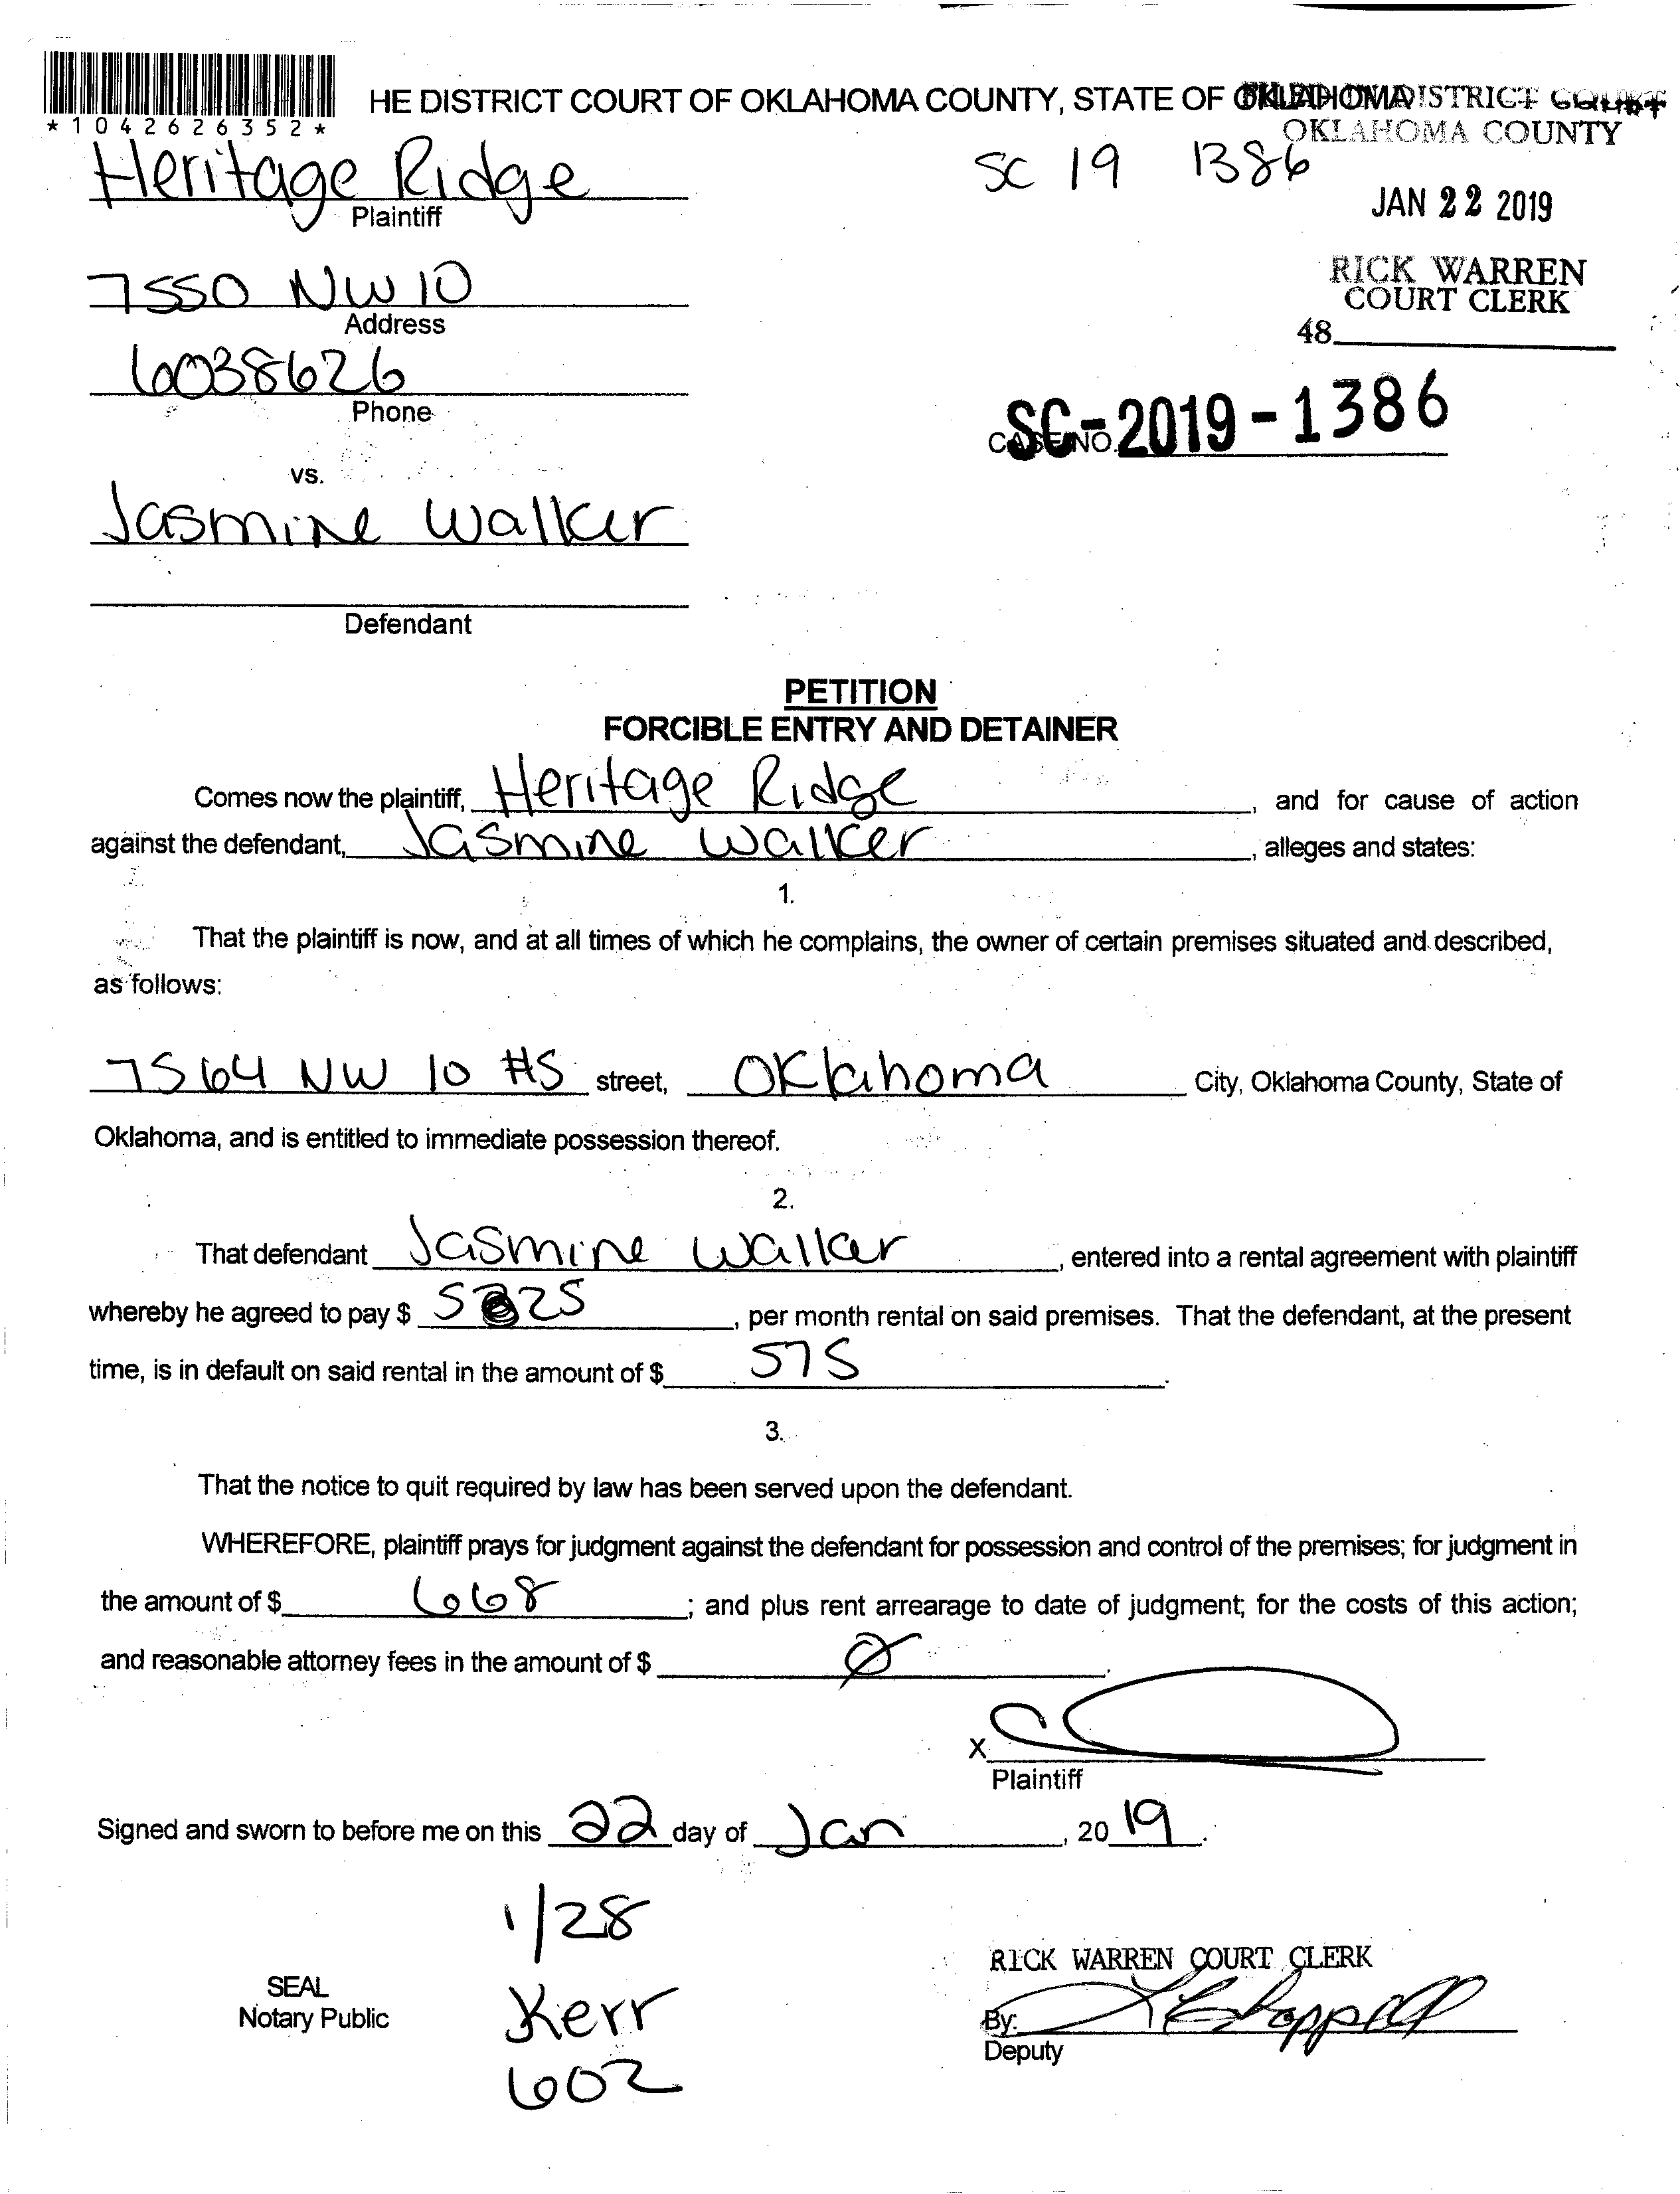 *1042626352*
HE DISTRICT COURT OF OKLAHOMA COUNTY, STATE OF OKLAHOMA
DISTRICT COURT
OKLAHOMA COUNTY
Heritage Ridge
Plaintiff
SC 19 1386
JAN 22 2019
7550 NW 10
Address
RICK WARREN
COURT CLERK
48
6038626
Phone
CASE NO. SC-2019-1386
vs.
Jasmine Walker
Defendant
PETITION
FORCIBLE ENTRY AND DETAINER
Comes now the plaintiff, Heritage Ridge, and for cause of action
against the defendant, Jasmine Walker, alleges and states:
1.
That the plaintiff is now, and at all times of which he complains, the owner of certain premises situated and described,
as follows:
7564 NW 10 #5 street, Oklahoma City, Oklahoma County, State of
Oklahoma, and is entitled to immediate possession thereof.
2.
That defendant Jasmine Walker, entered into a rental agreement with plaintiff
whereby he agreed to pay $ 525, per month rental on said premises. That the defendant, at the present
time, is in default on said rental in the amount of $ 575.
3.
That the notice to quit required by law has been served upon the defendant.
WHEREFORE, plaintiff prays for judgment against the defendant for possession and control of the premises; for judgment in
the amount of $ 668; and plus rent arrearage to date of judgment; for the costs of this action;
and reasonable attorney fees in the amount of $ Ø.
X
Plaintiff
Signed and sworn to before me on this 22 day of Jan, 2019.
1/28
SEAL
Notary Public
Kerr
602
RICK WARREN COURT CLERK
By:
Deputy